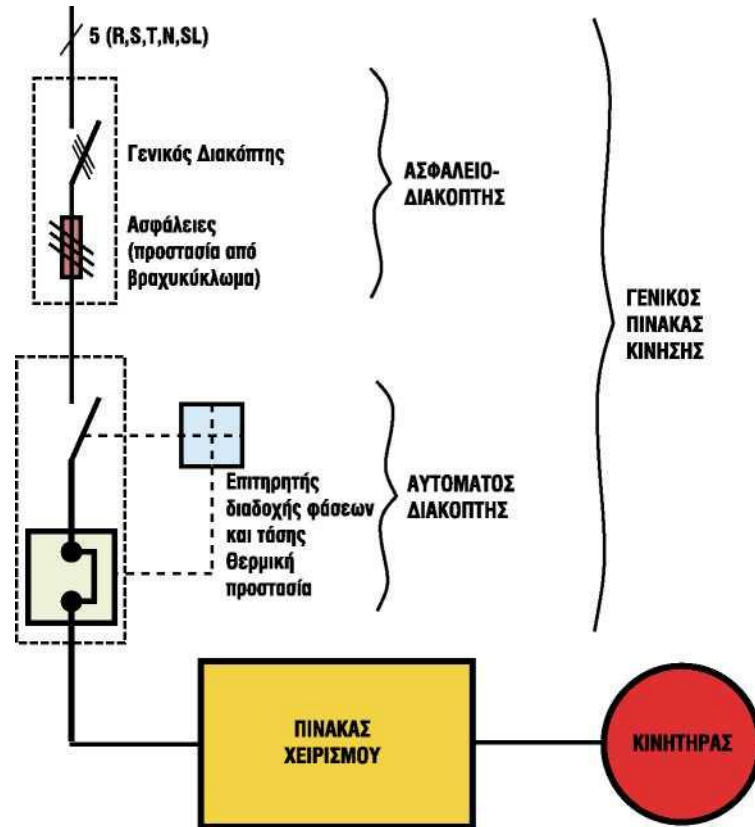 5 (R,S,T,N,SL)
Γενικός Διακόπτης
Ασφάλειες
(προστασία από
βραχυκύκλωμα)
ΑΣΦΑΛΕΙΟ-
ΔΙΑΚΟΠΤΗΣ
ΓΕΝΙΚΟΣ
ΠΙΝΑΚΑΣ
ΚΙΝΗΣΗΣ
Επιτηρητής
διαδοχής φάσεων
και τάσης
Θερμική
προστασία
ΑΥΤΟΜΑΤΟΣ
ΔΙΑΚΟΠΤΗΣ
ΠΙΝΑΚΑΣ
ΧΕΙΡΙΣΜΟΥ
ΚΙΝΗΤΗΡΑΣ